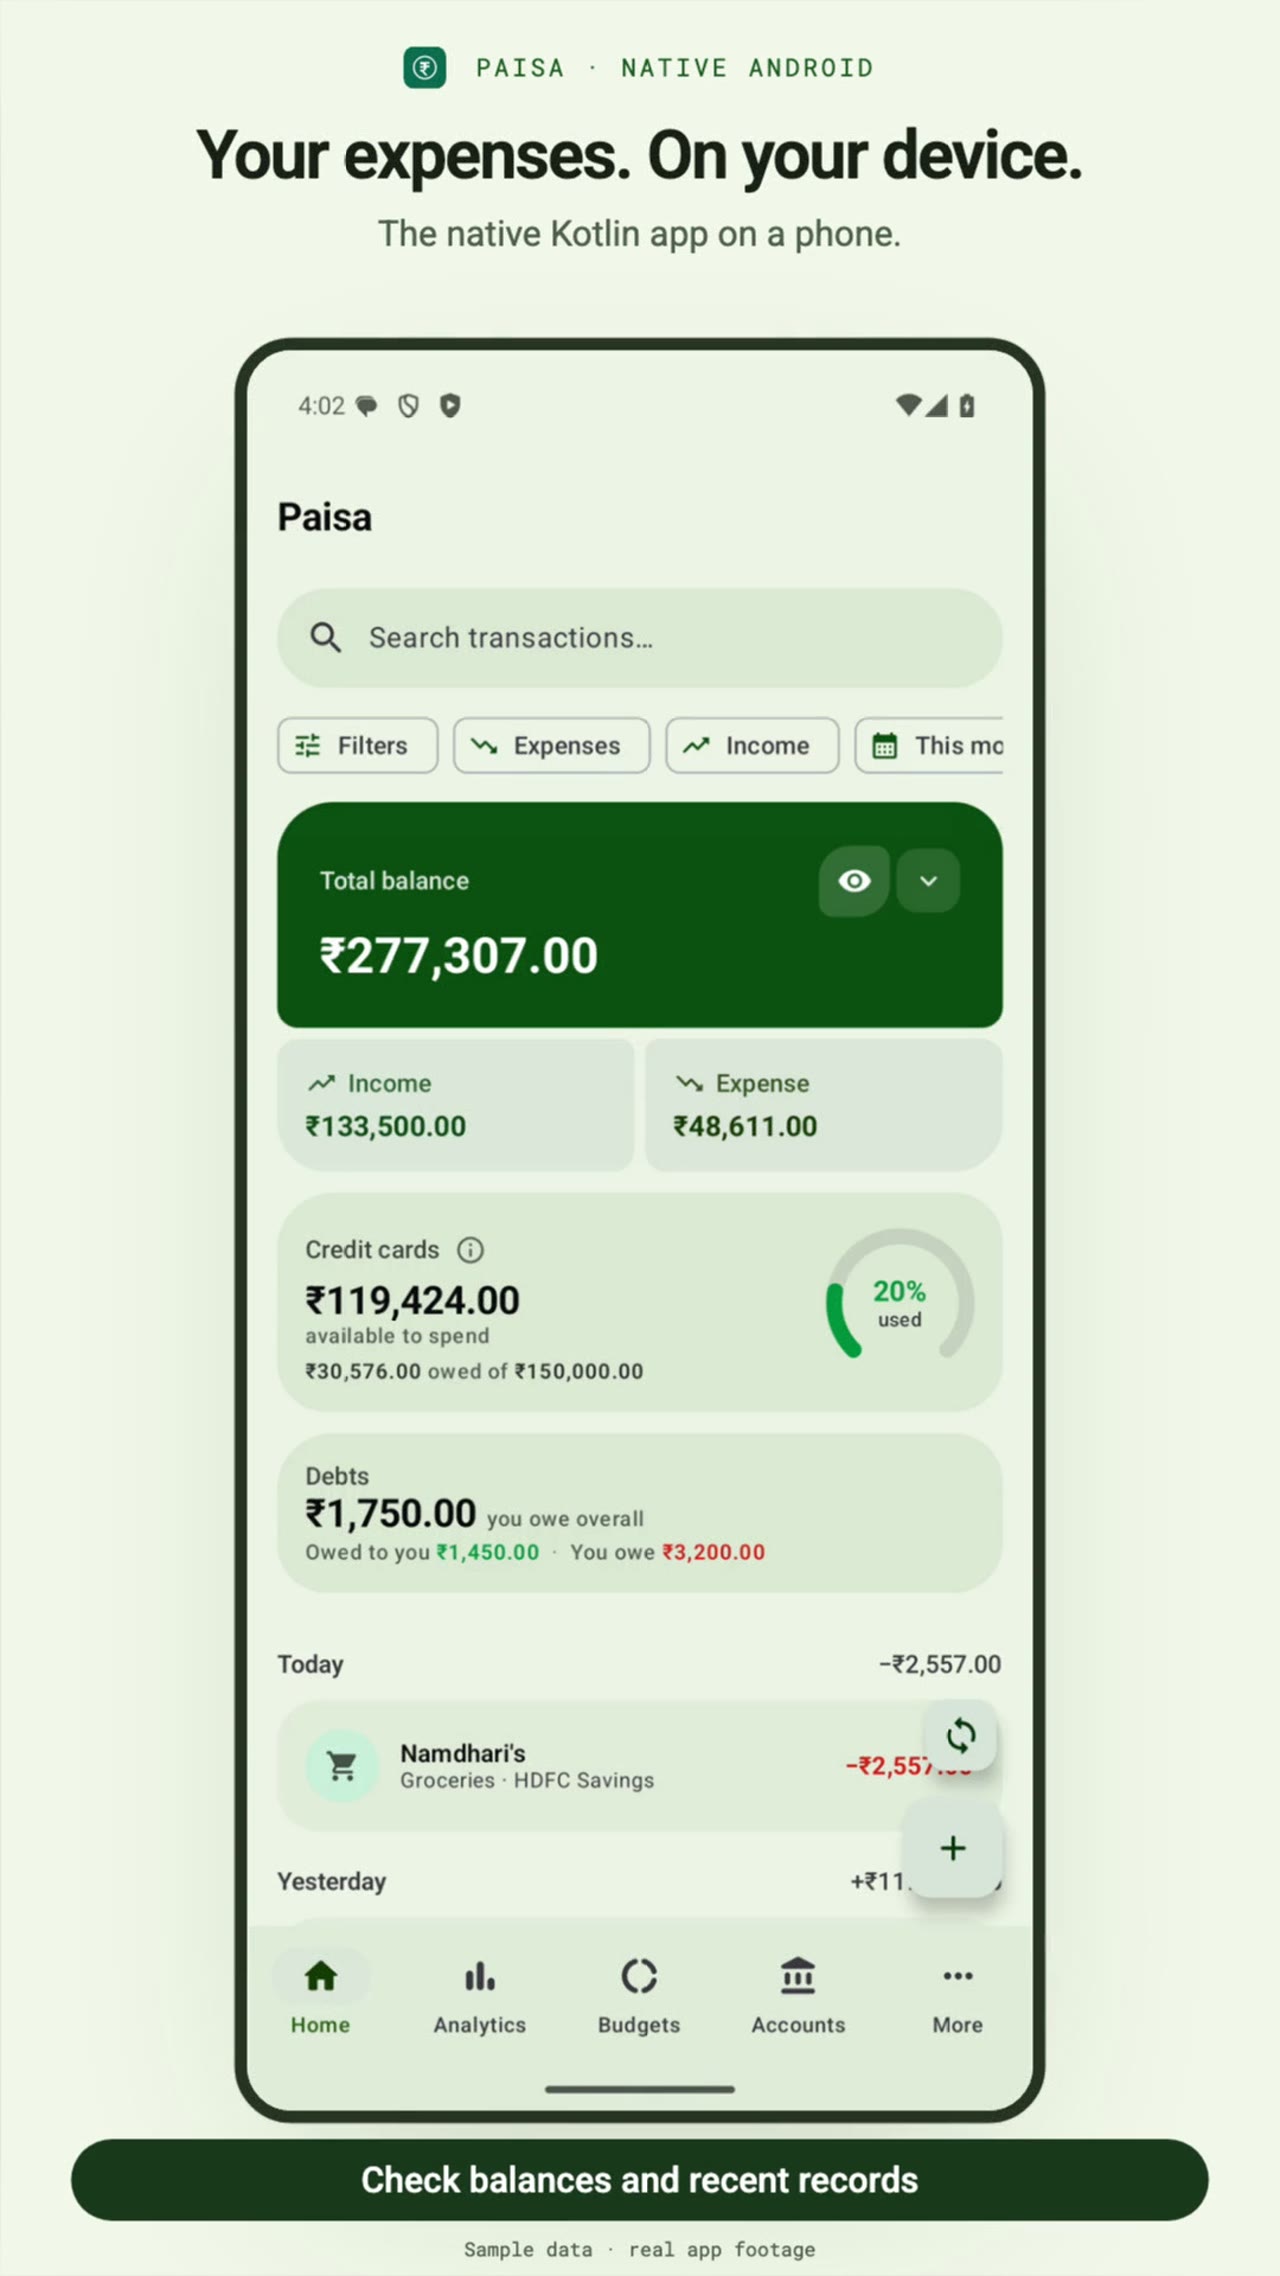 PAISA · NATIVE ANDROID
Your expenses. On your device.
The native Kotlin app on a phone.
4:02
Paisa
Search transactions…
Filters
Expenses
Income
This mo
Total balance
₹277,307.00
Income
₹133,500.00
Expense
₹48,611.00
Credit cards
₹119,424.00
available to spend
₹30,576.00 owed of ₹150,000.00
20%
used
Debts
₹1,750.00 you owe overall
Owed to you ₹1,450.00 · You owe ₹3,200.00
Today
−₹2,557.00
Namdhari's
Groceries · HDFC Savings
−₹2,557.00
Yesterday
Home
Analytics
Budgets
Accounts
More
Check balances and recent records
Sample data · real app footage